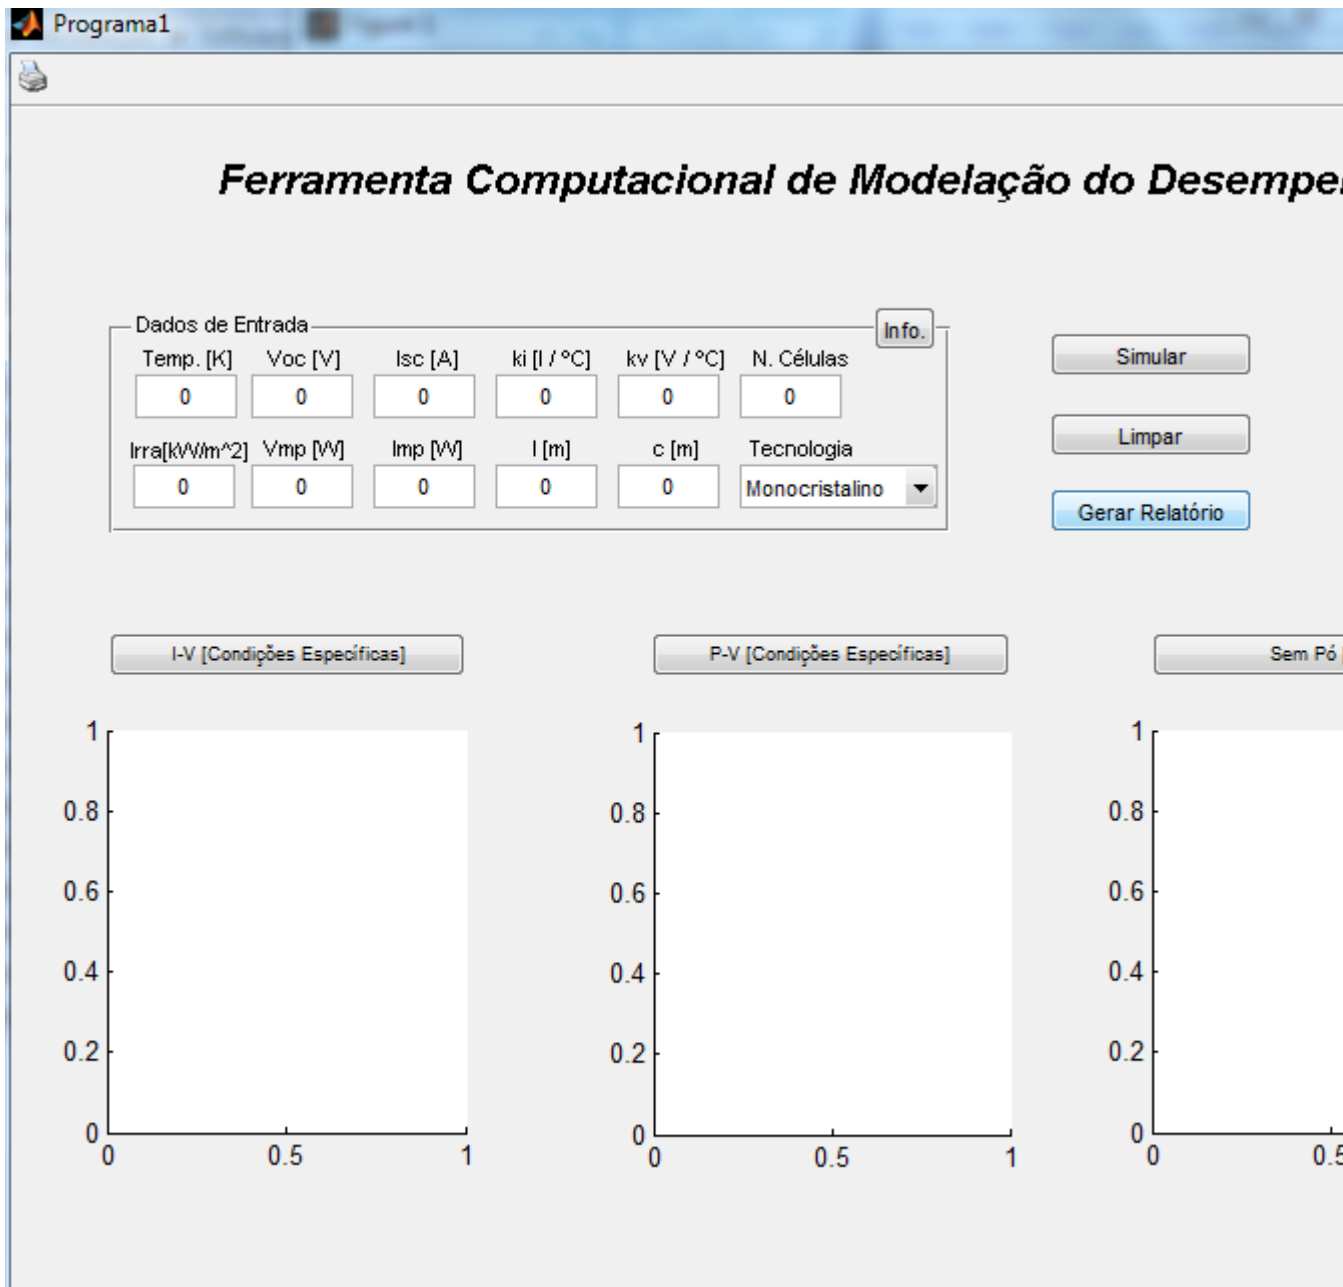 Programa1
Ferramenta Computacional de Modelação do Desempe
Dados de Entrada
Info.
Temp. [K] Voc [V] Isc [A] ki [I / ºC] kv [V / ºC] N. Células
0 0 0 0 0 0
Irra[kW/m^2] Vmp [W] Imp [W] l [m] c [m] Tecnologia
0 0 0 0 0 Monocristalino
Simular
Limpar
Gerar Relatório
I-V [Condições Específicas] P-V [Condições Específicas] Sem Pó
1 1 1
0.8 0.8 0.8
0.6 0.6 0.6
0.4 0.4 0.4
0.2 0.2 0.2
0 0 0
0 0.5 1 0 0.5 1 0 0.5